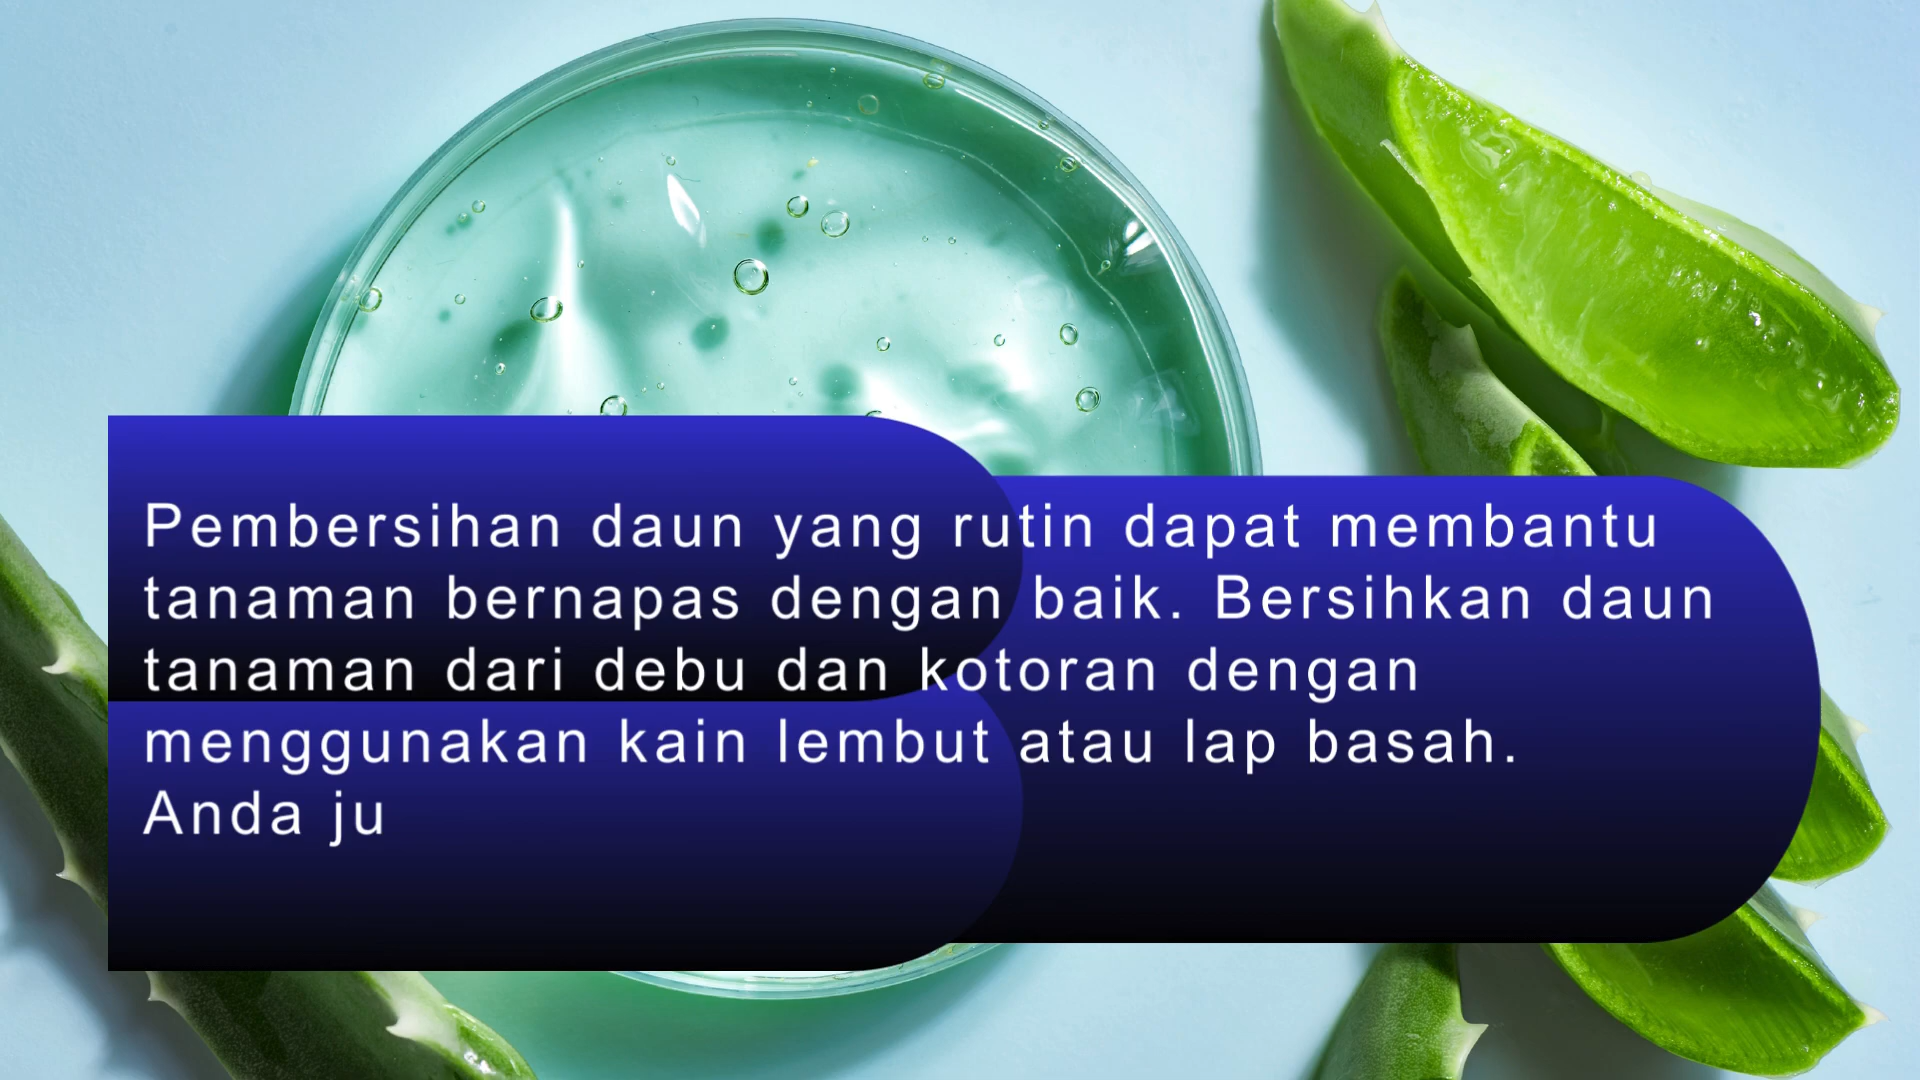 Pembersihan daun yang rutin dapat membantu
tanaman bernapas dengan baik. Bersihkan daun
tanaman dari debu dan kotoran dengan
menggunakan kain lembut atau lap basah.
Anda ju